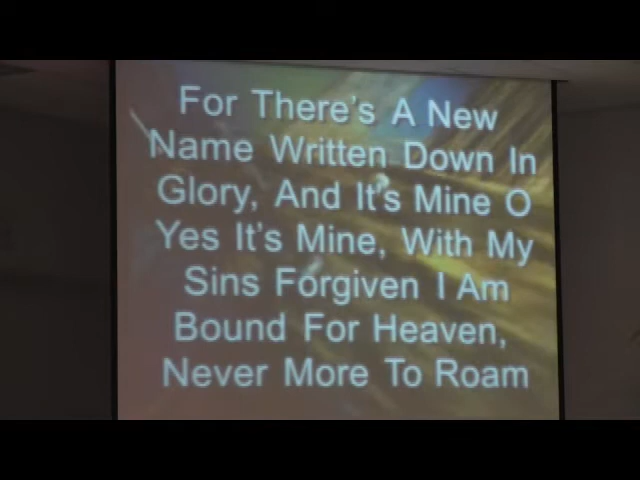 For There's A New
Name Written Down In
Glory, And It's Mine O
Yes It's Mine, With My
Sins Forgiven I Am
Bound For Heaven,
Never More To Roam